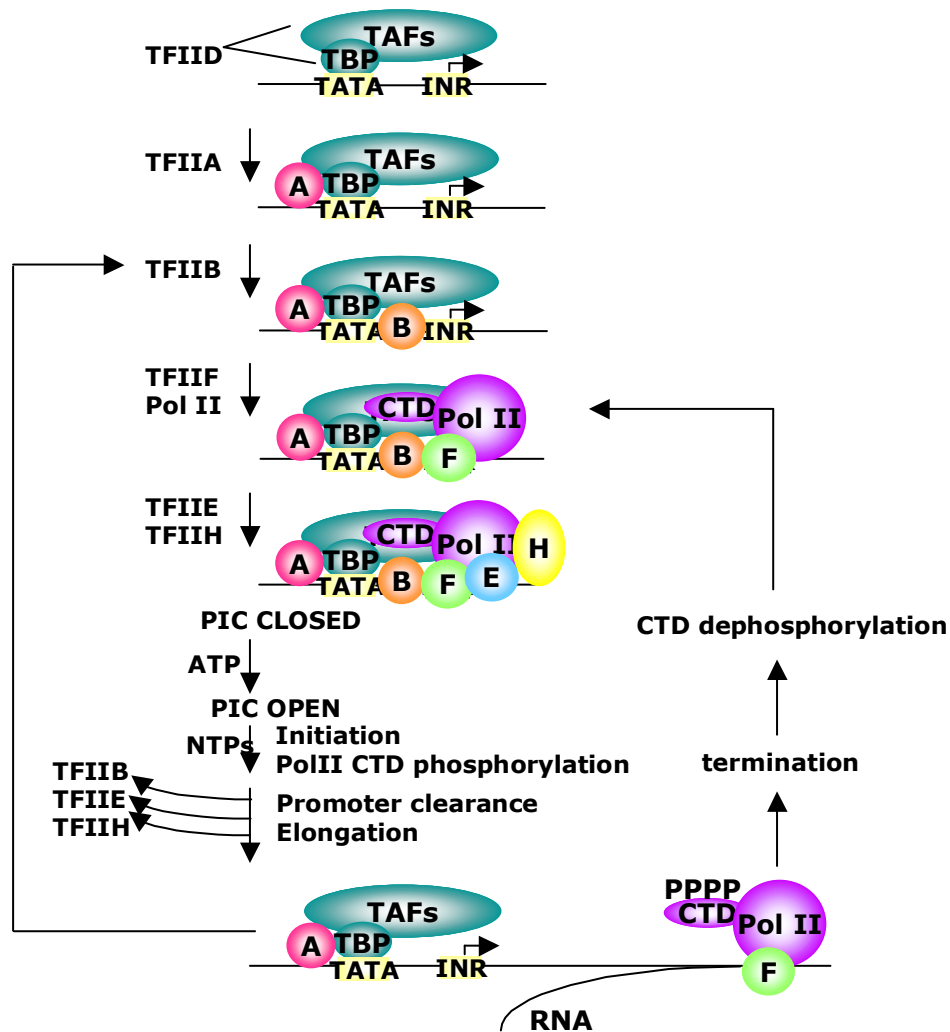 TAFs
TFIID
TBP
TATA INR
TFIIA
TAFs
A TBP
TATA INR
TFIIB
TAFs
A TBP
B
TATA INR
TFIIF
Pol II
CTD
Pol II
A TBP
B F
TATA
TFIIE
TFIIH
CTD
Pol II H
A TBP
B F E
TATA
PIC CLOSED
CTD dephosphorylation
ATP
PIC OPEN
NTPs
Initiation
PolII CTD phosphorylation
termination
TFIIB
TFIIE
TFIIH
Promoter clearance
Elongation
PPPP
CTD
Pol II
F
TAFs
A TBP
TATA INR
RNA